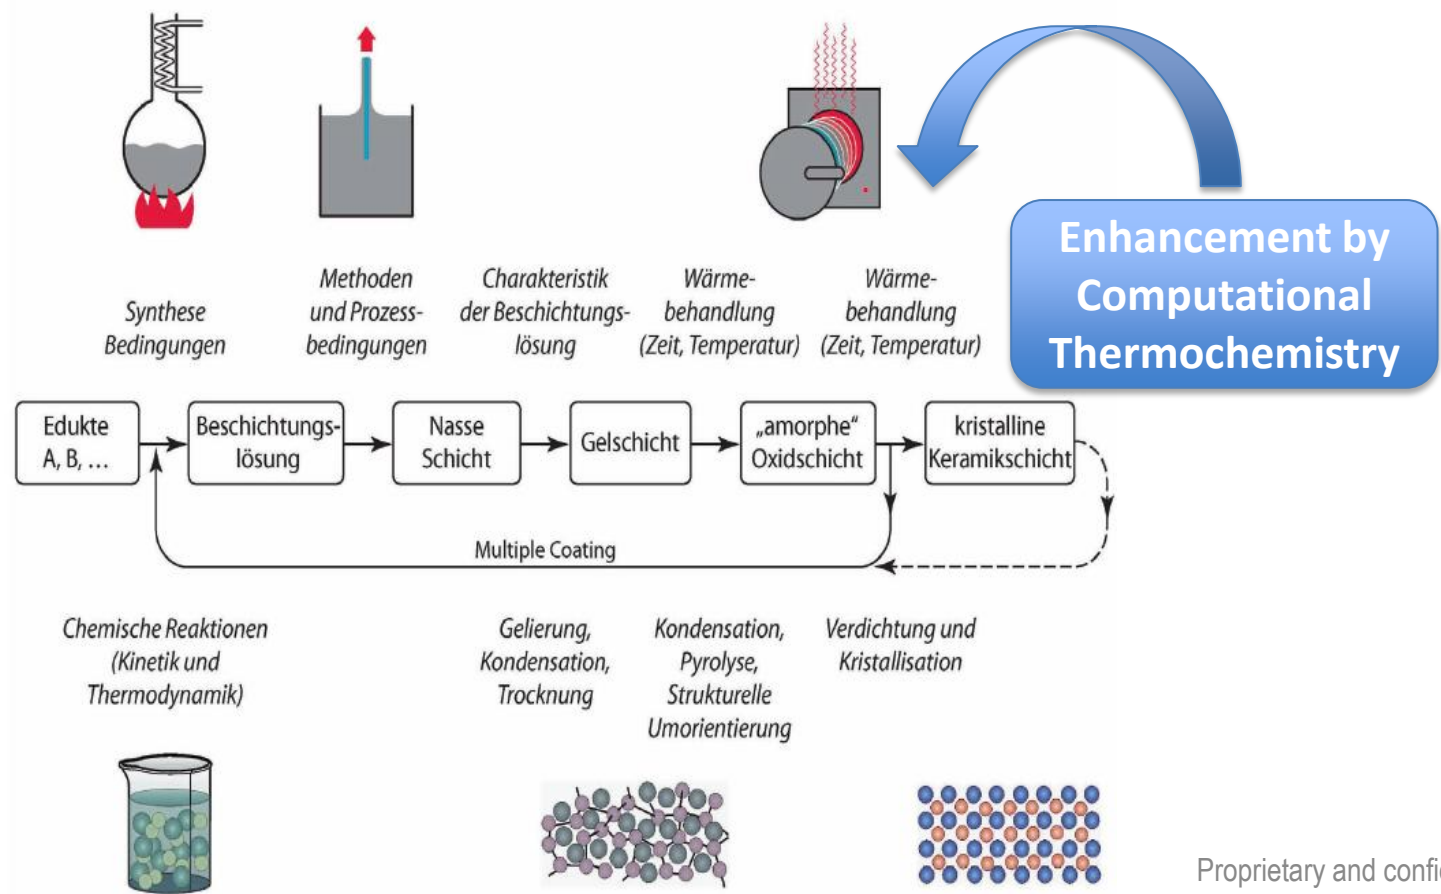 Enhancement by
Computational
Thermochemistry
Synthese
Bedingungen
Methoden
und Prozess-
bedingungen
Charakteristik
der Beschichtungs-
lösung
Wärme-
behandlung
(Zeit, Temperatur)
Wärme-
behandlung
(Zeit, Temperatur)
Edukte
A, B, ...
Beschichtungs-
lösung
Nasse
Schicht
Gelschicht
„amorphe“
Oxidschicht
kristalline
Keramikschicht
Multiple Coating
Chemische Reaktionen
(Kinetik und
Thermodynamik)
Gelierung,
Kondensation,
Trocknung
Kondensation,
Pyrolyse,
Strukturelle
Umorientierung
Verdichtung und
Kristallisation
Proprietary and